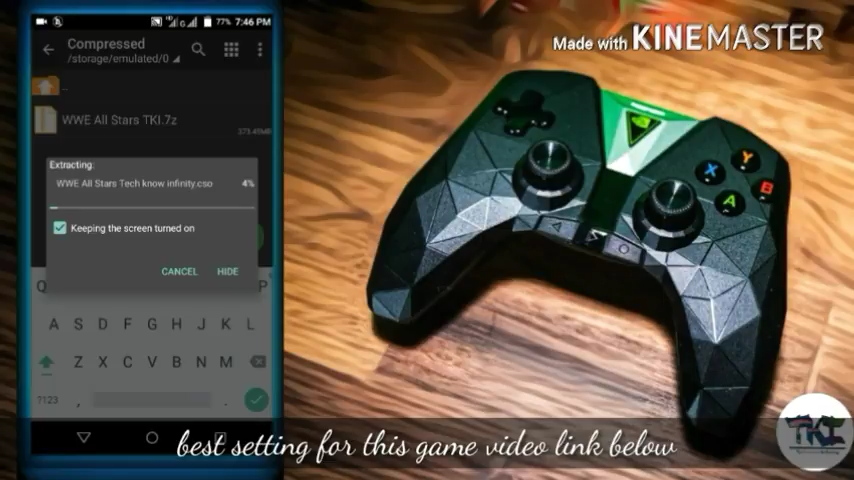 77% 7:46 PM
Compressed
/storage/emulated/0
..
WWE All Stars TKI.7z
Extracting:
WWE All Stars Tech know infinity.cso 4%
Keeping the screen turned on
CANCEL HIDE
Q P
A S D F G H J K L
Z X C V B N M
?123 , .
Made with KINEMASTER
X Y B A
best setting for this game video link below
TKI